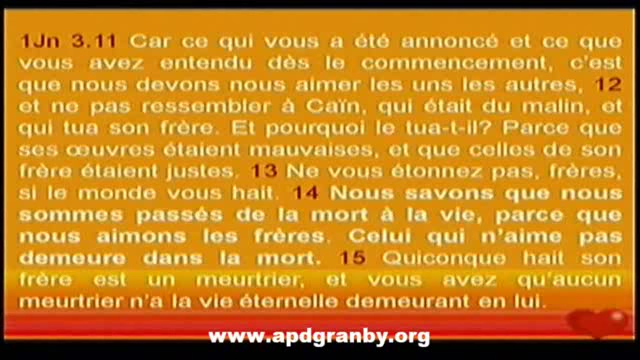 1Jn 3.11 Car ce qui vous a été annoncé et ce que
vous avez entendu dès le commencement, c'est
que nous devons nous aimer les uns les autres, 12
et ne pas ressembler à Caïn, qui était du malin, et
qui tua son frère. Et pourquoi le tua-t-il? Parce que
ses œuvres étaient mauvaises, et que celles de son
frère étaient justes. 13 Ne vous étonnez pas, frères,
si le monde vous hait. 14 Nous savons que nous
sommes passés de la mort à la vie, parce que
nous aimons les frères. Celui qui n'aime pas
demeure dans la mort. 15 Quiconque hait son
frère est un meurtrier, et vous avez qu'aucun
meurtrier n'a la vie éternelle demeurant en lui.
www.apdgranby.org